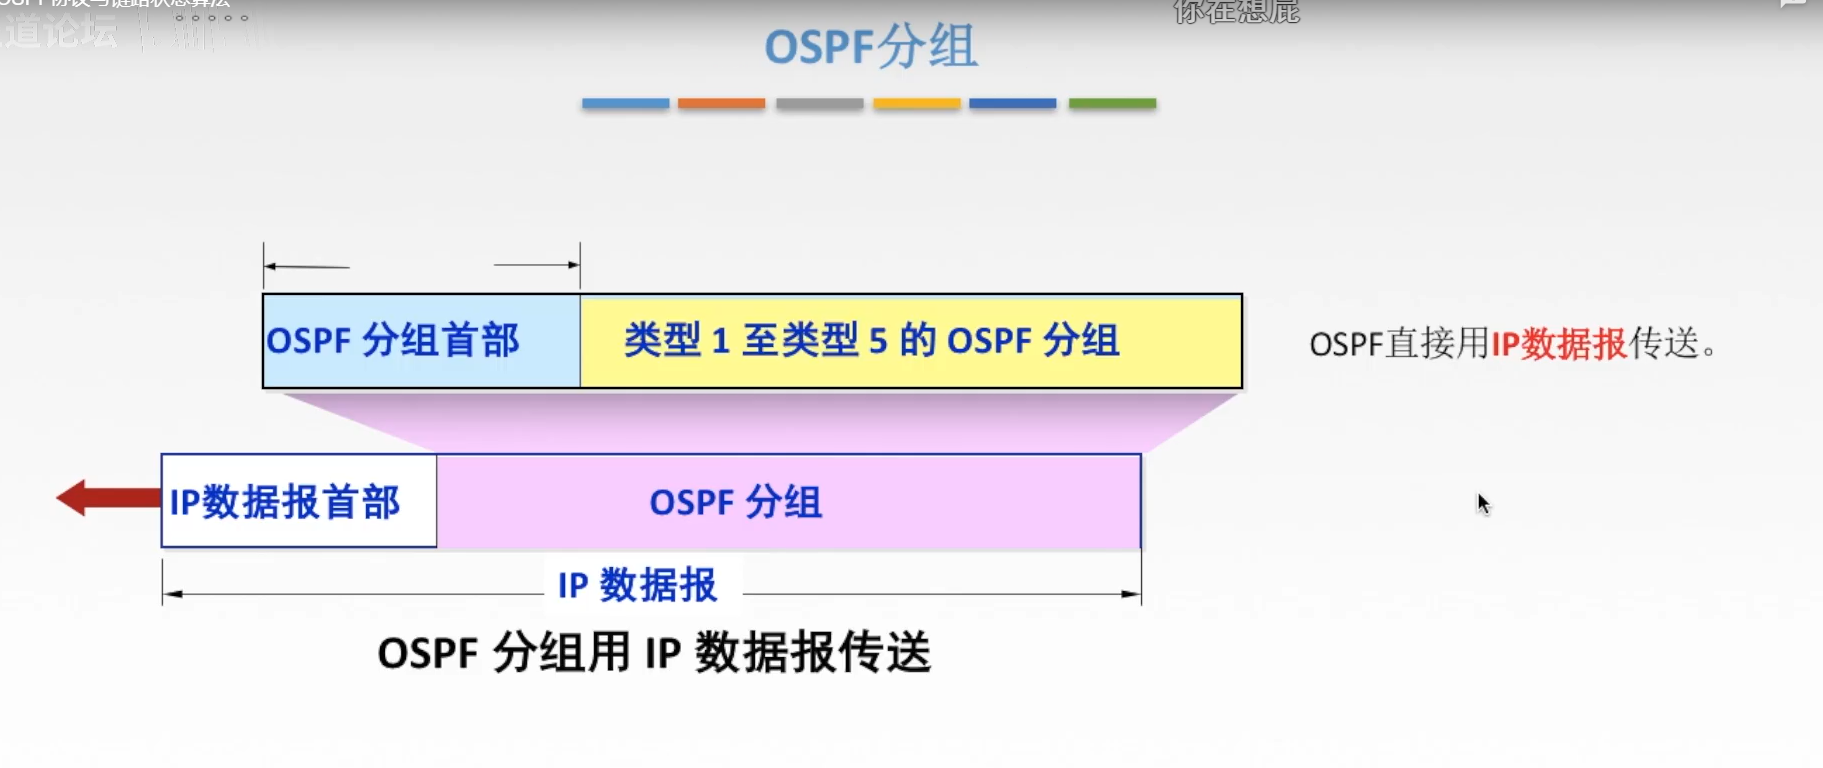 OSPF协议与链路状态算法
道论坛
你在想屁
OSPF分组
OSPF 分组首部
类型 1 至类型 5 的 OSPF 分组
OSPF直接用IP数据报传送。
IP数据报首部
OSPF 分组
IP 数据报
OSPF 分组用 IP 数据报传送